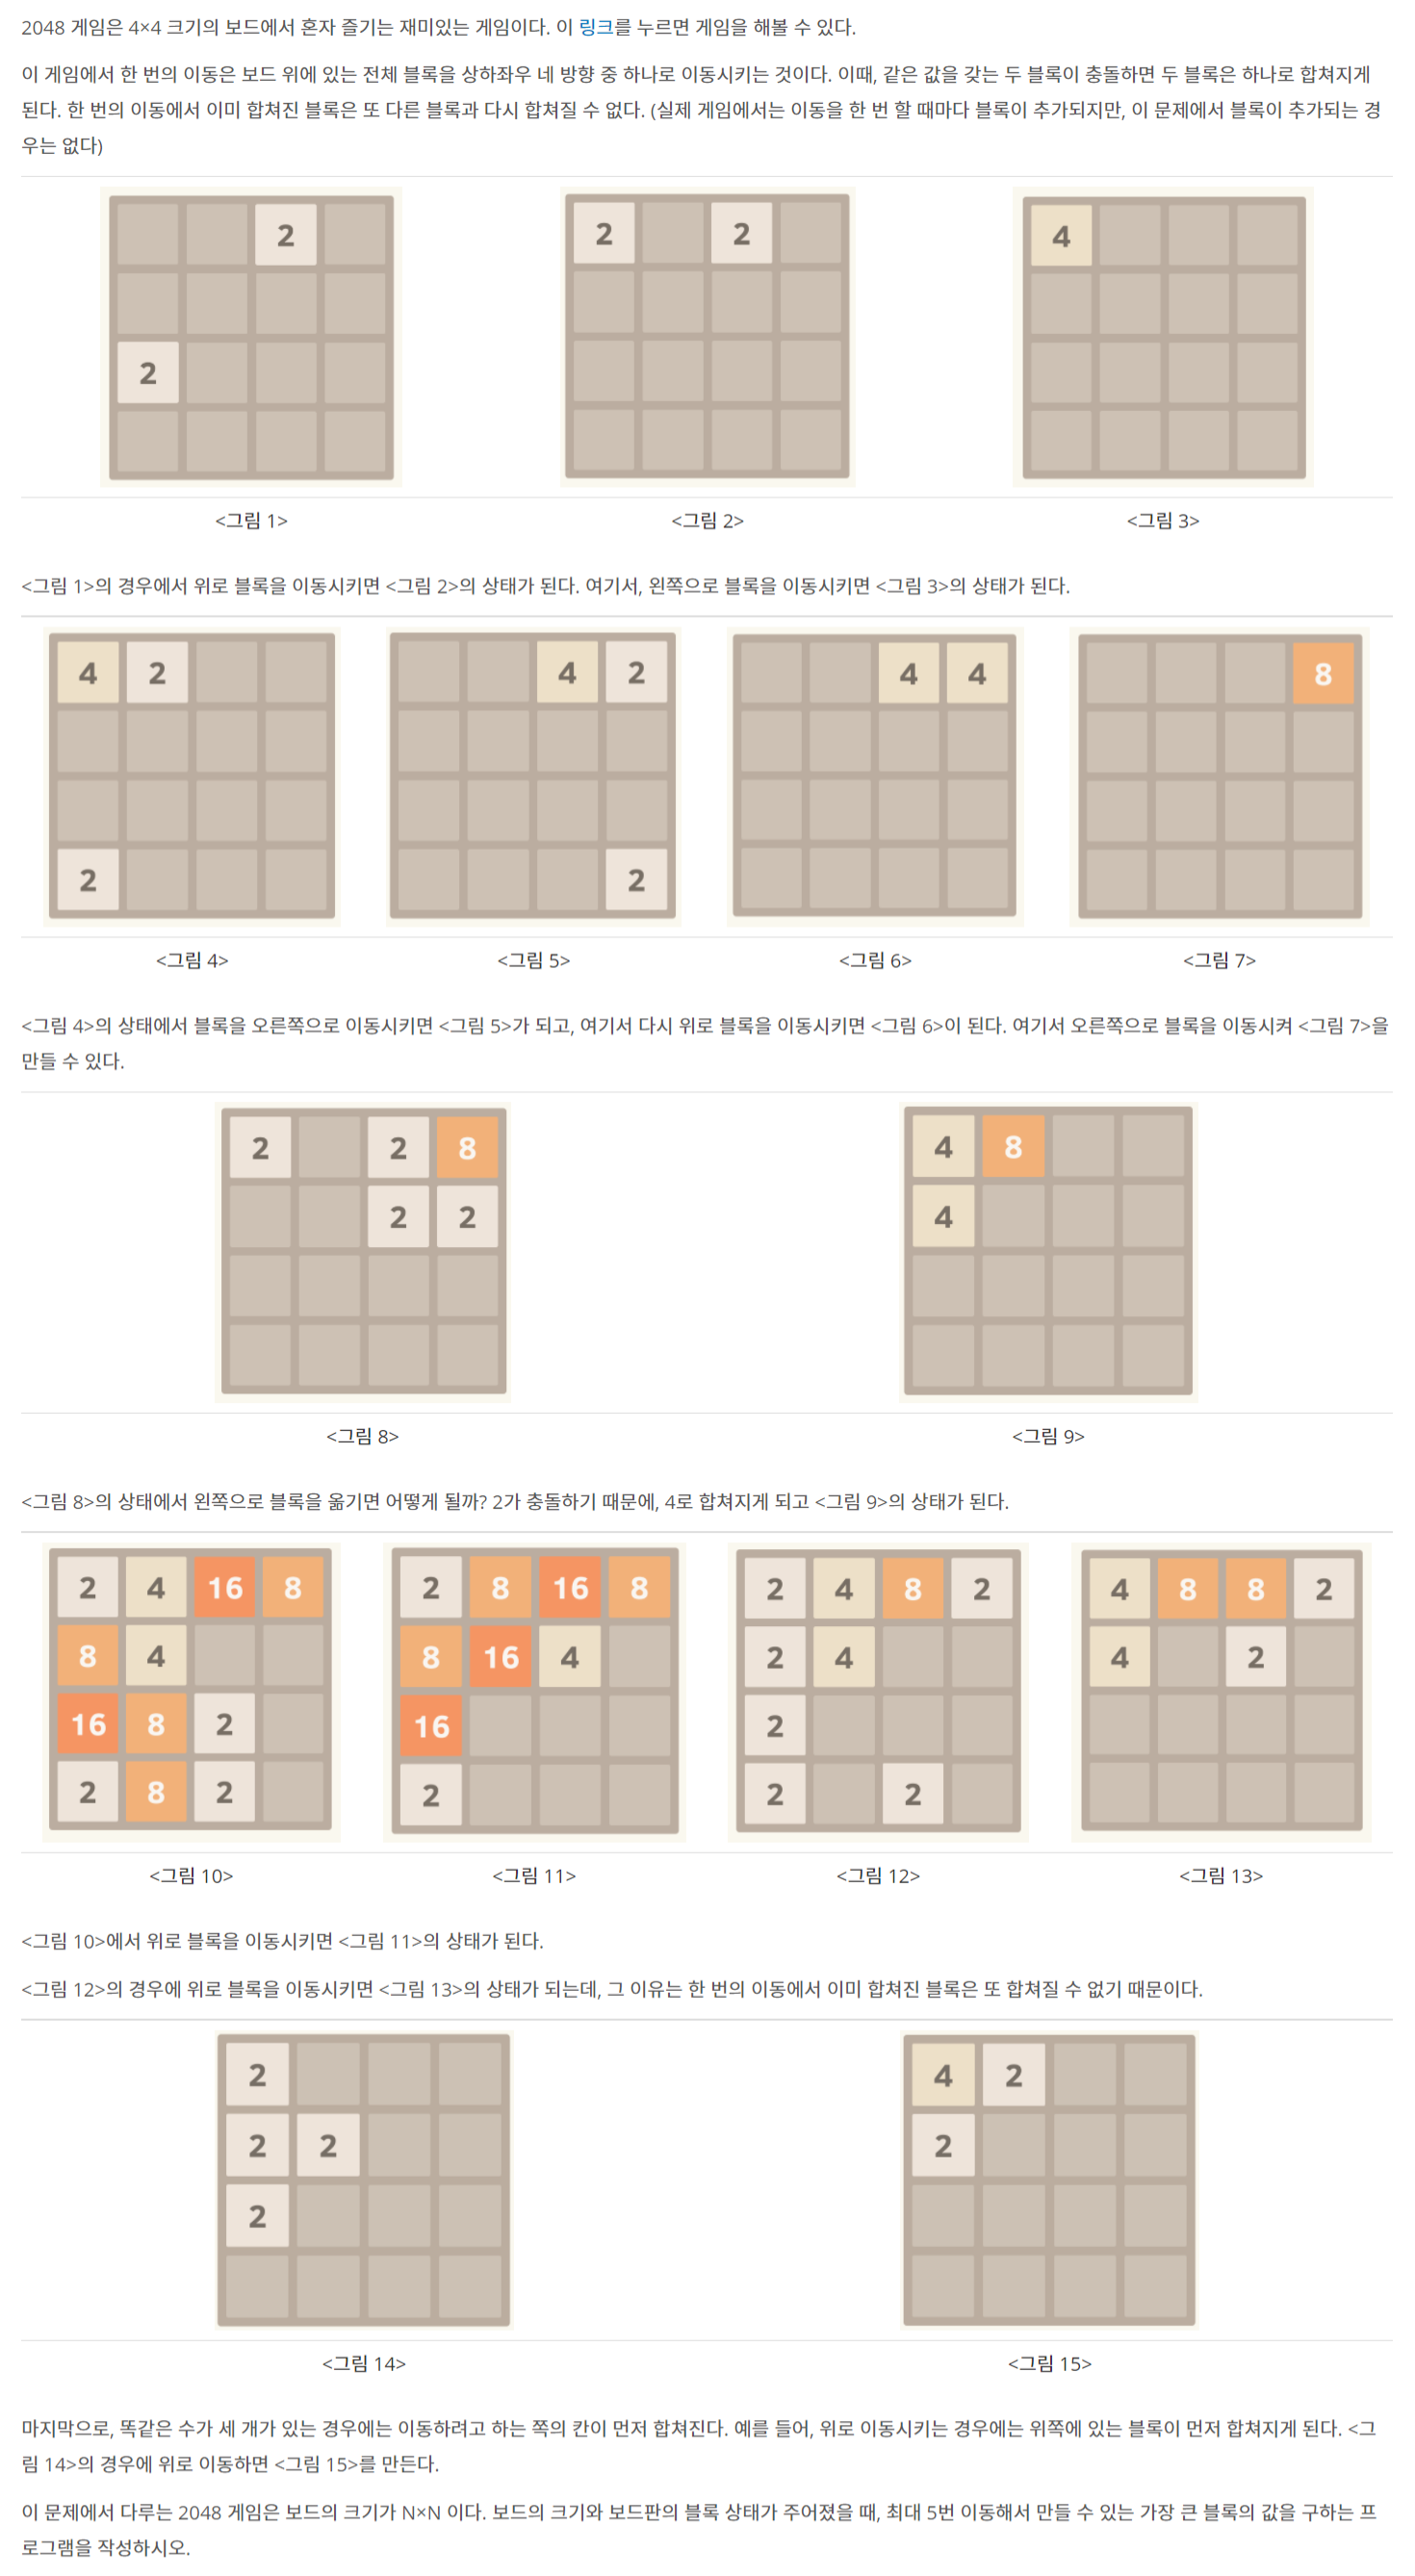 2048 게임은 4×4 크기의 보드에서 혼자 즐기는 재미있는 게임이다. 이 링크를 누르면 게임을 해볼 수 있다.
이 게임에서 한 번의 이동은 보드 위에 있는 전체 블록을 상하좌우 네 방향 중 하나로 이동시키는 것이다. 이때, 같은 값을 갖는 두 블록이 충돌하면 두 블록은 하나로 합쳐지게
된다. 한 번의 이동에서 이미 합쳐진 블록은 또 다른 블록과 다시 합쳐질 수 없다. (실제 게임에서는 이동을 한 번 할 때마다 블록이 추가되지만, 이 문제에서 블록이 추가되는 경
우는 없다)
2 2 2 4
2
<그림 1> <그림 2> <그림 3>
<그림 1>의 경우에서 위로 블록을 이동시키면 <그림 2>의 상태가 된다. 여기서, 왼쪽으로 블록을 이동시키면 <그림 3>의 상태가 된다.
4 2 4 2 4 4 8
2 2
<그림 4> <그림 5> <그림 6> <그림 7>
<그림 4>의 상태에서 블록을 오른쪽으로 이동시키면 <그림 5>가 되고, 여기서 다시 위로 블록을 이동시키면 <그림 6>이 된다. 여기서 오른쪽으로 블록을 이동시켜 <그림 7>을
만들 수 있다.
2 2 8 4 8
2 2 4
<그림 8> <그림 9>
<그림 8>의 상태에서 왼쪽으로 블록을 옮기면 어떻게 될까? 2가 충돌하기 때문에, 4로 합쳐지게 되고 <그림 9>의 상태가 된다.
2 4 16 8 2 8 16 8 2 4 8 2 4 8 8 2
8 4 8 16 4 2 4 4 2
16 8 2 16 2
2 8 2 2 2 2
<그림 10> <그림 11> <그림 12> <그림 13>
<그림 10>에서 위로 블록을 이동시키면 <그림 11>의 상태가 된다.
<그림 12>의 경우에 위로 블록을 이동시키면 <그림 13>의 상태가 되는데, 그 이유는 한 번의 이동에서 이미 합쳐진 블록은 또 합쳐질 수 없기 때문이다.
2 4 2
2 2 2
2
<그림 14> <그림 15>
마지막으로, 똑같은 수가 세 개가 있는 경우에는 이동하려고 하는 쪽의 칸이 먼저 합쳐진다. 예를 들어, 위로 이동시키는 경우에는 위쪽에 있는 블록이 먼저 합쳐지게 된다. <그
림 14>의 경우에 위로 이동하면 <그림 15>를 만든다.
이 문제에서 다루는 2048 게임은 보드의 크기가 N×N 이다. 보드의 크기와 보드판의 블록 상태가 주어졌을 때, 최대 5번 이동해서 만들 수 있는 가장 큰 블록의 값을 구하는 프
로그램을 작성하시오.